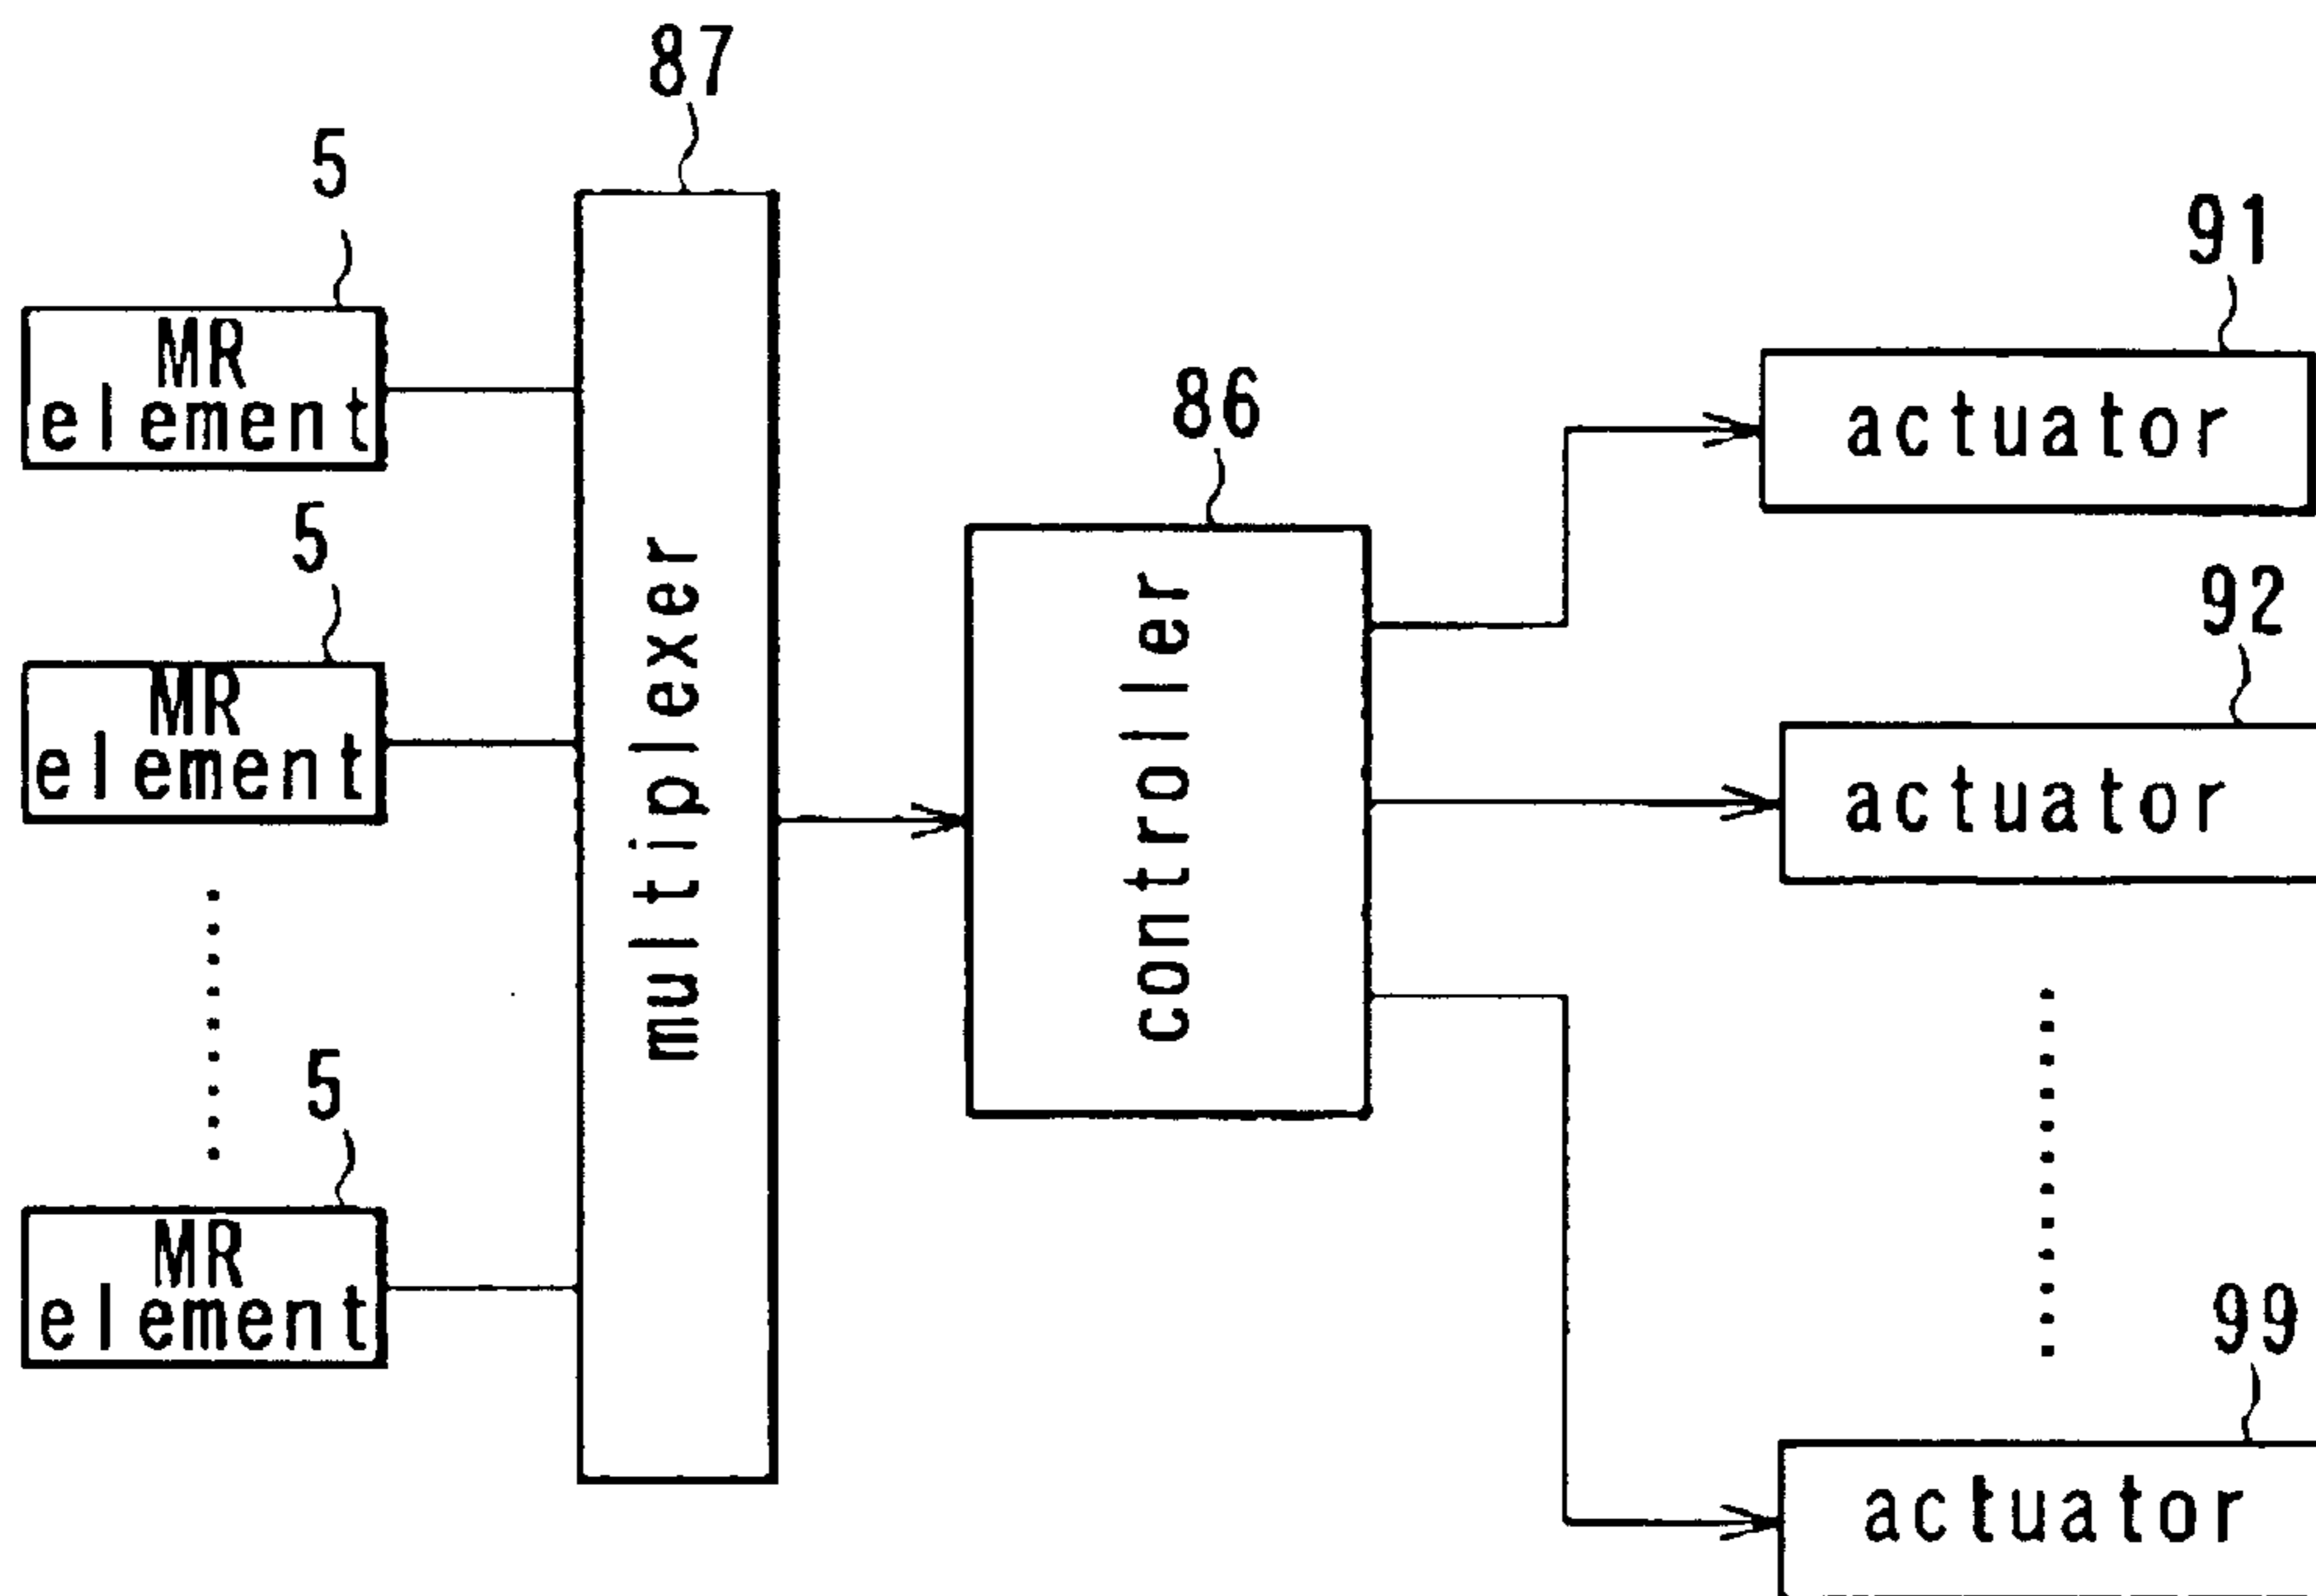 87
5
MR
element
5
MR
element
5
MR
element
multiplexer
86
controller
91
actuator
92
actuator
99
actuator